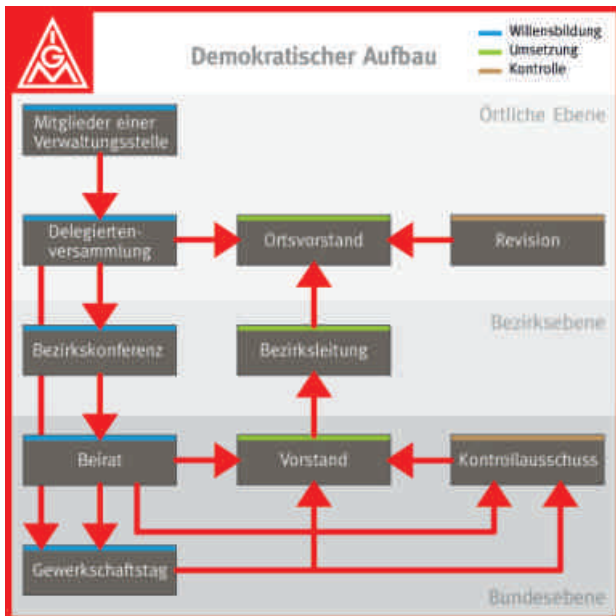 IGM
Demokratischer Aufbau
Willensbildung
Umsetzung
Kontrolle
Örtliche Ebene
Mitglieder einer
Verwaltungsstelle
Delegierten-
versammlung
Ortsvorstand
Revision
Bezirksebene
Bezirkskonferenz
Bezirksleitung
Beirat
Vorstand
Kontrollausschuss
Gewerkschaftstag
Bundesebene